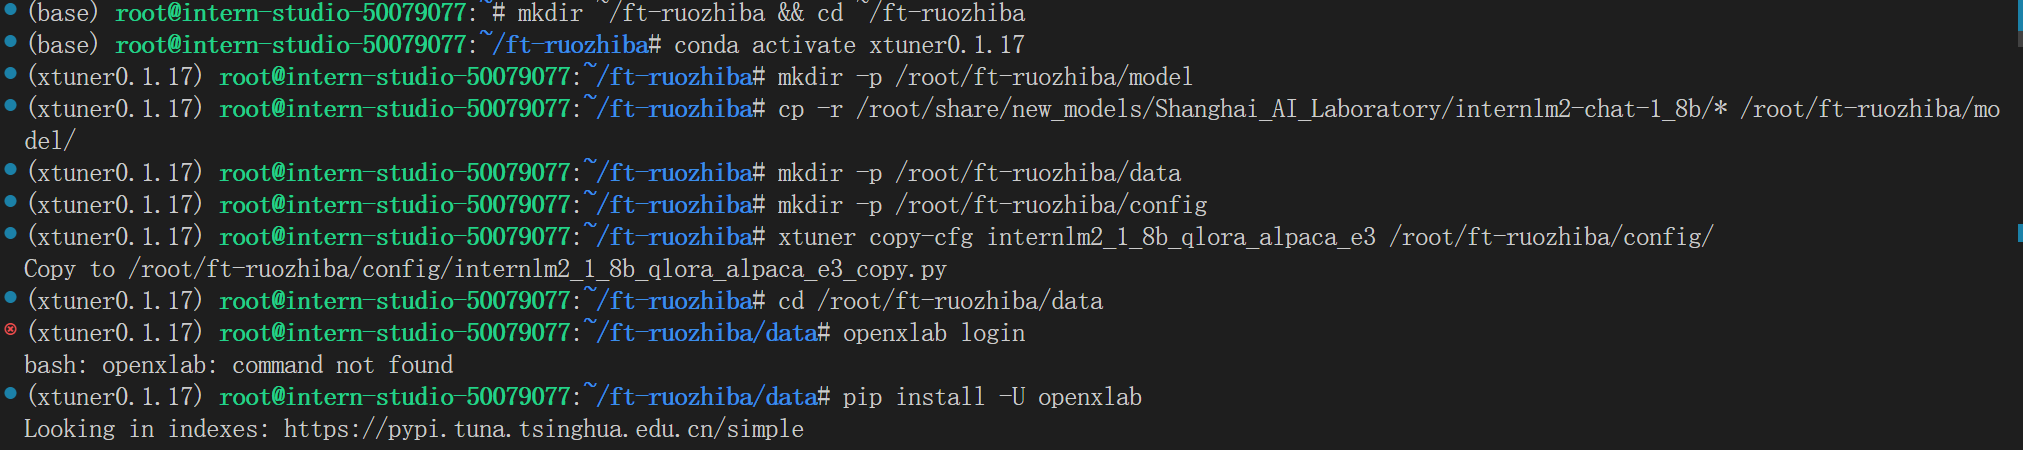 (base) root@intern-studio-50079077:~# mkdir ~/ft-ruozhiba && cd ~/ft-ruozhiba
(base) root@intern-studio-50079077:~/ft-ruozhiba# conda activate xtuner0.1.17
(xtuner0.1.17) root@intern-studio-50079077:~/ft-ruozhiba# mkdir -p /root/ft-ruozhiba/model
(xtuner0.1.17) root@intern-studio-50079077:~/ft-ruozhiba# cp -r /root/share/new_models/Shanghai_AI_Laboratory/internlm2-chat-1_8b/* /root/ft-ruozhiba/mo
del/
(xtuner0.1.17) root@intern-studio-50079077:~/ft-ruozhiba# mkdir -p /root/ft-ruozhiba/data
(xtuner0.1.17) root@intern-studio-50079077:~/ft-ruozhiba# mkdir -p /root/ft-ruozhiba/config
(xtuner0.1.17) root@intern-studio-50079077:~/ft-ruozhiba# xtuner copy-cfg internlm2_1_8b_qlora_alpaca_e3 /root/ft-ruozhiba/config/
Copy to /root/ft-ruozhiba/config/internlm2_1_8b_qlora_alpaca_e3_copy.py
(xtuner0.1.17) root@intern-studio-50079077:~/ft-ruozhiba# cd /root/ft-ruozhiba/data
(xtuner0.1.17) root@intern-studio-50079077:~/ft-ruozhiba/data# openxlab login
bash: openxlab: command not found
(xtuner0.1.17) root@intern-studio-50079077:~/ft-ruozhiba/data# pip install -U openxlab
Looking in indexes: https://pypi.tuna.tsinghua.edu.cn/simple